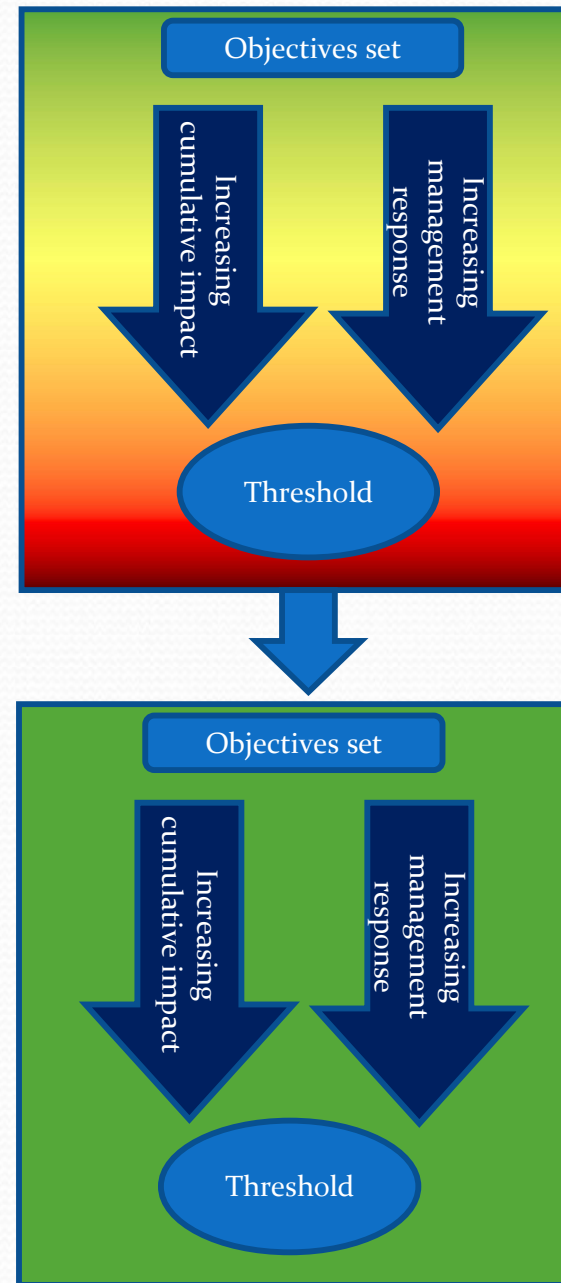 Objectives set
Increasing
cumulative impact
Increasing
management
response
Threshold
Objectives set
Increasing
cumulative impact
Increasing
management
response
Threshold